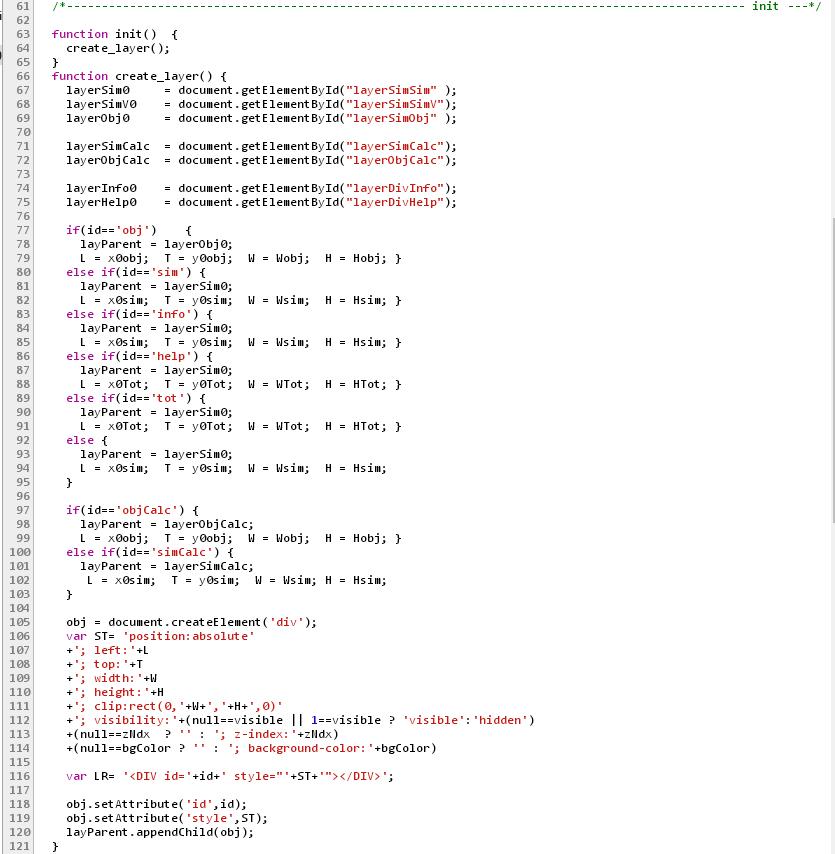 61 /*------------------------------------------------------------------------------------------------- init ---*/
62
63 function init()  {
64   create_layer();
65 }
66 function create_layer() {
67   layerSim0     = document.getElementById("layerSimSim" );
68   layerSimV0    = document.getElementById("layerSimSimV");
69   layerObj0     = document.getElementById("layerSimObj" );
70
71   layerSimCalc  = document.getElementById("layerSimCalc");
72   layerObjCalc  = document.getElementById("layerObjCalc");
73
74   layerInfo0    = document.getElementById("layerDivInfo");
75   layerHelp0    = document.getElementById("layerDivHelp");
76
77   if(id=='obj')    {
78     layParent = layerObj0;
79     L = x0obj;  T = y0obj;  W = Wobj;  H = Hobj; }
80   else if(id=='sim') {
81     layParent = layerSim0;
82     L = x0sim;  T = y0sim;  W = Wsim;  H = Hsim; }
83   else if(id=='info') {
84     layParent = layerSim0;
85     L = x0sim;  T = y0sim;  W = Wsim;  H = Hsim; }
86   else if(id=='help') {
87     layParent = layerSim0;
88     L = x0Tot;  T = y0Tot;  W = WTot;  H = HTot; }
89   else if(id=='tot') {
90     layParent = layerSim0;
91     L = x0Tot;  T = y0Tot;  W = WTot;  H = HTot; }
92   else {
93     layParent = layerSim0;
94     L = x0sim;  T = y0sim;  W = Wsim;  H = Hsim;
95   }
96
97   if(id=='objCalc') {
98     layParent = layerObjCalc;
99     L = x0obj;  T = y0obj;  W = Wobj;  H = Hobj; }
100   else if(id=='simCalc') {
101     layParent = layerSimCalc;
102      L = x0sim;  T = y0sim;  W = Wsim; H = Hsim;
103   }
104
105   obj = document.createElement('div');
106   var ST= 'position:absolute'
107   +'; left:'+L
108   +'; top:'+T
109   +'; width:'+W
110   +'; height:'+H
111   +'; clip:rect(0,'+W+','+H+',0)'
112   +'; visibility:'+(null==visible || 1==visible ? 'visible':'hidden')
113   +(null==zNdx  ? '' : '; z-index:'+zNdx)
114   +(null==bgColor ? '' : '; background-color:'+bgColor)
115
116   var LR= '<DIV id='+id+' style="'+ST+'"></DIV>';
117
118   obj.setAttribute('id',id);
119   obj.setAttribute('style',ST);
120   layParent.appendChild(obj);
121 }